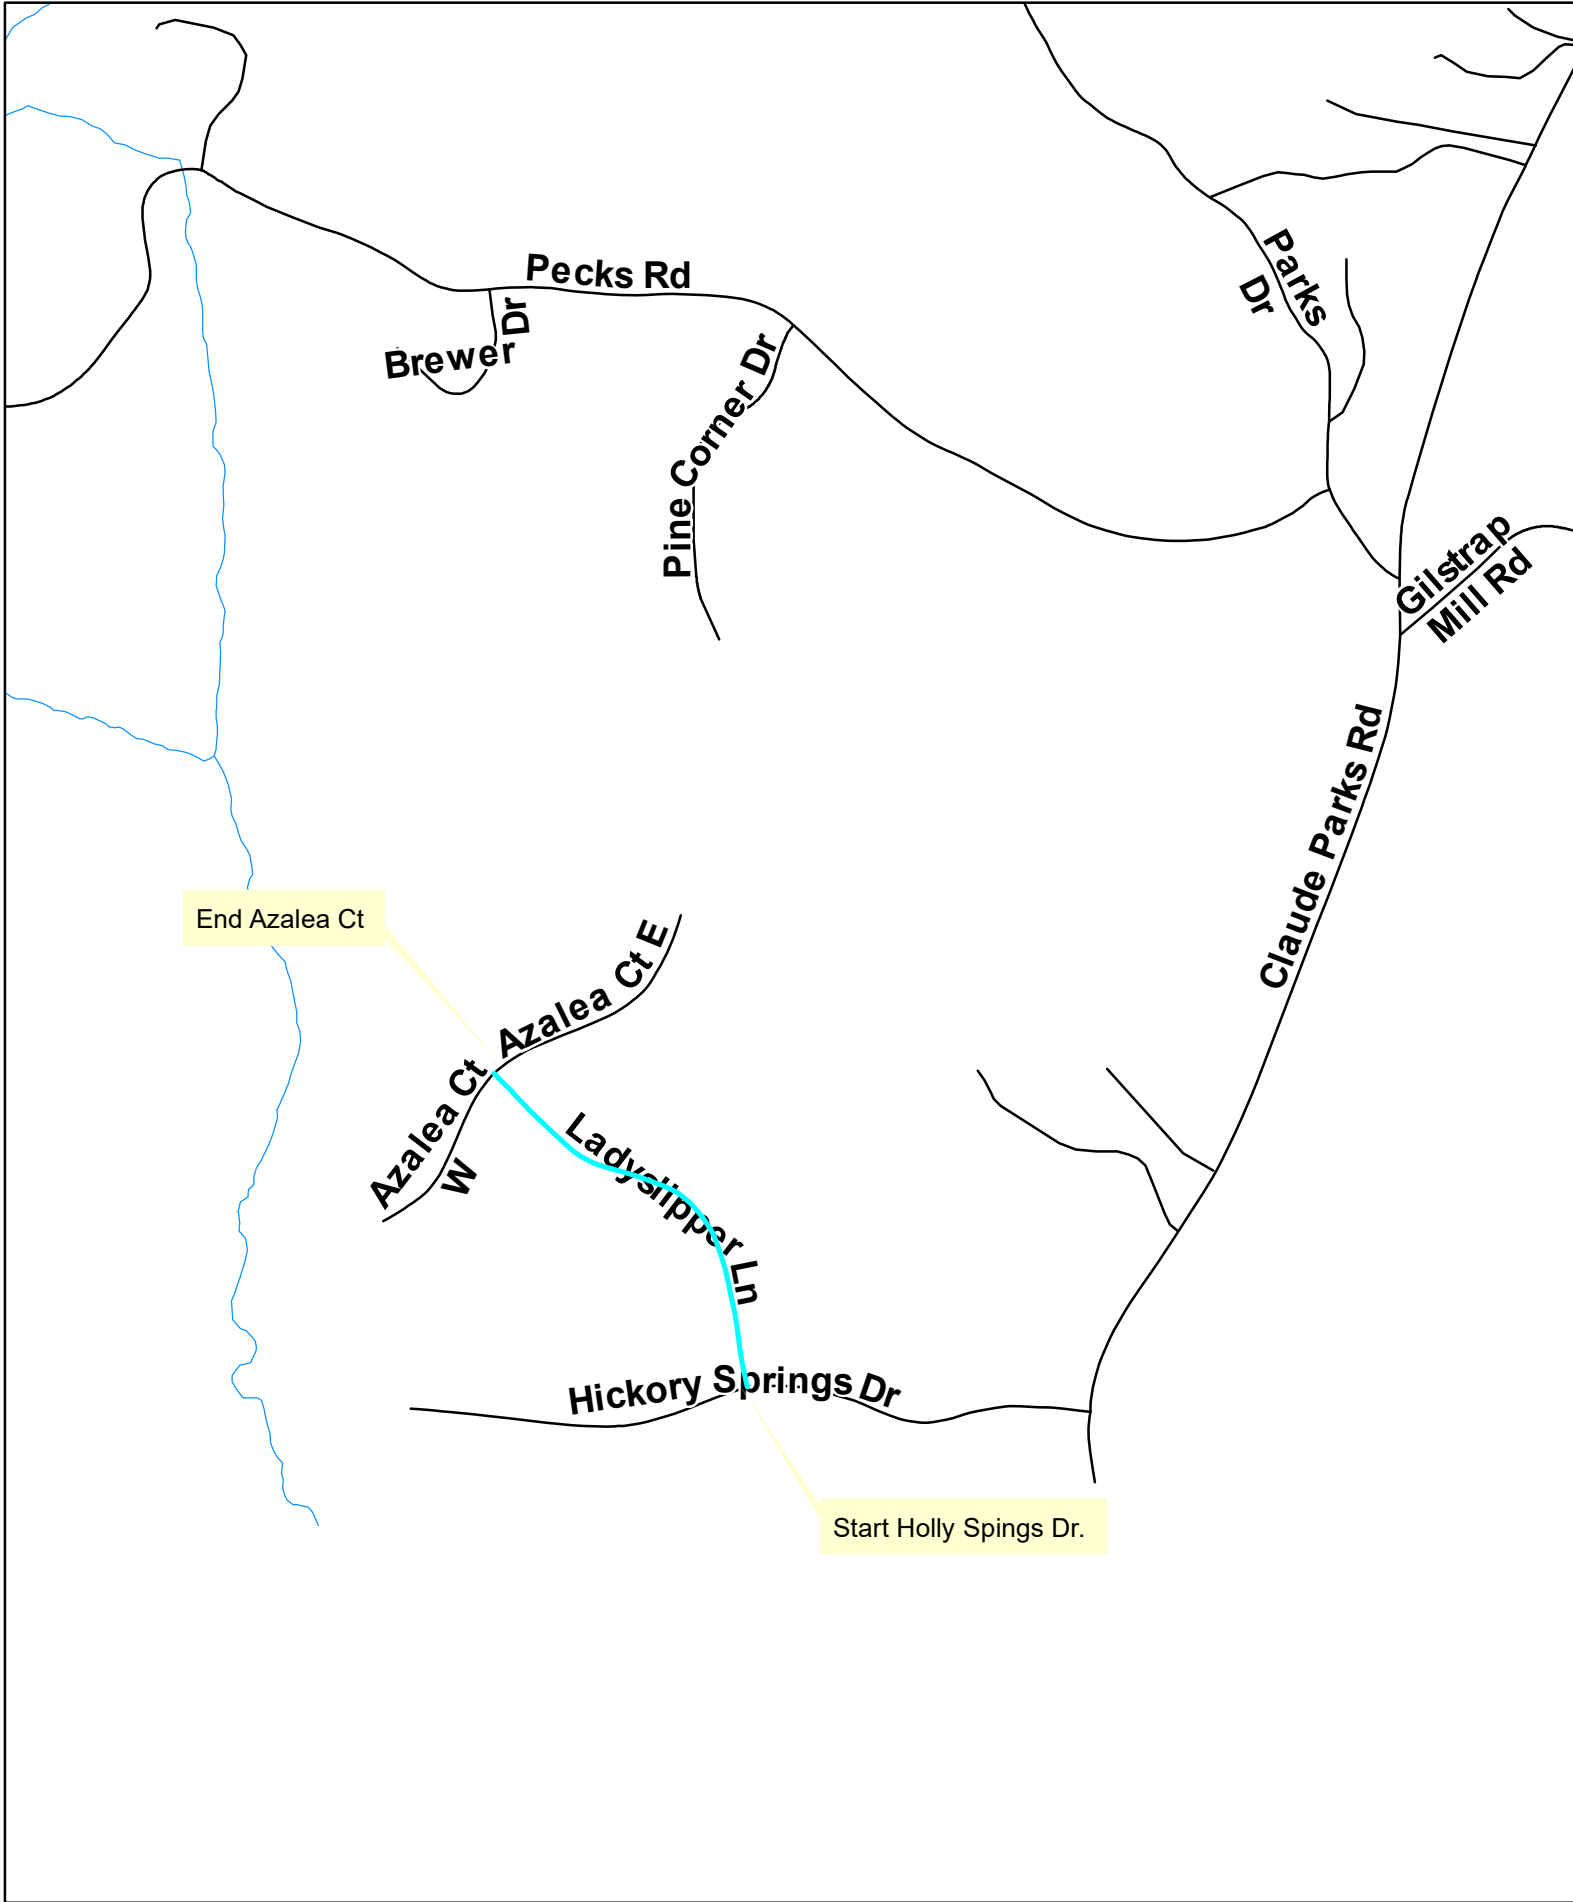 Pecks Rd
Parks
Dr
Brewer Dr
Pine Corner Dr
Gilstrap
Mill Rd
Claude Parks Rd
End Azalea Ct
Azalea Ct E
Azalea Ct
W
Ladyslipper Ln
Hickory Springs Dr
Start Holly Spings Dr.